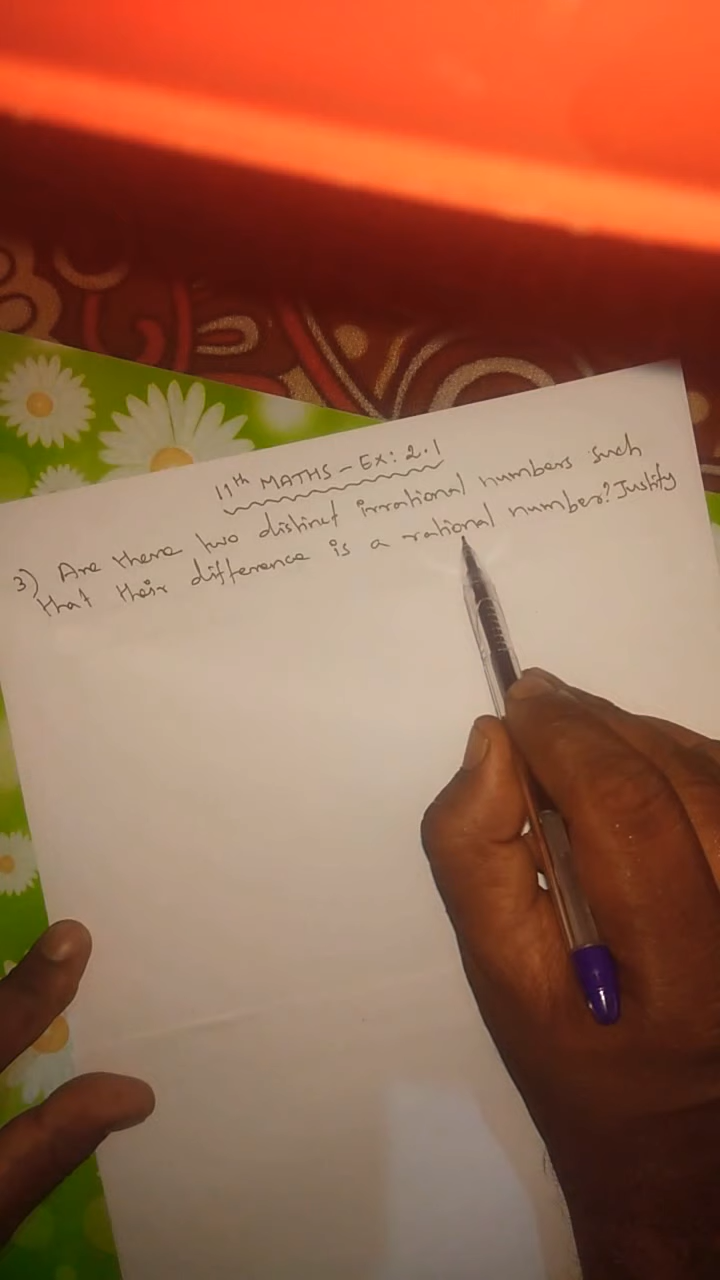 11th MATHS - EX: 2.1
3) Are there two distinct irrational numbers such
that their difference is a rational number? Justify